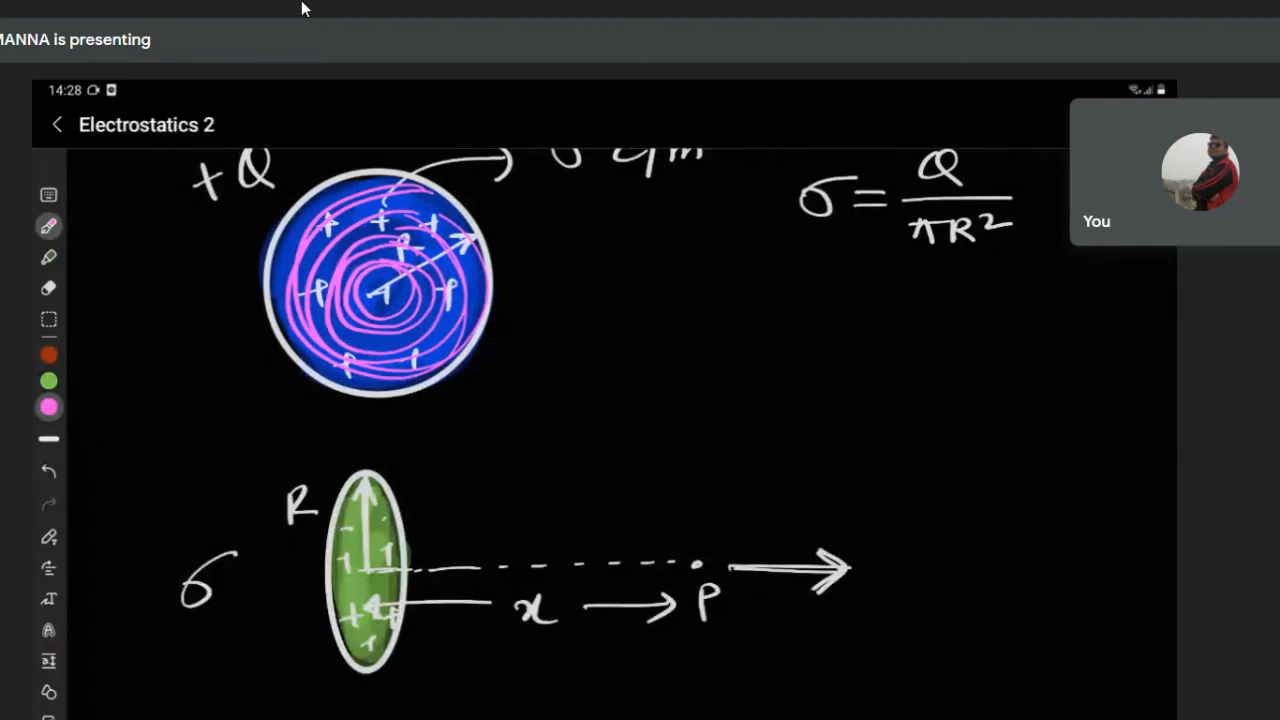 MANNA is presenting
14:28
Electrostatics 2
You
+Q
σ = Q / πR²
+ + +
R
+ + +
+ +
R
σ
x P